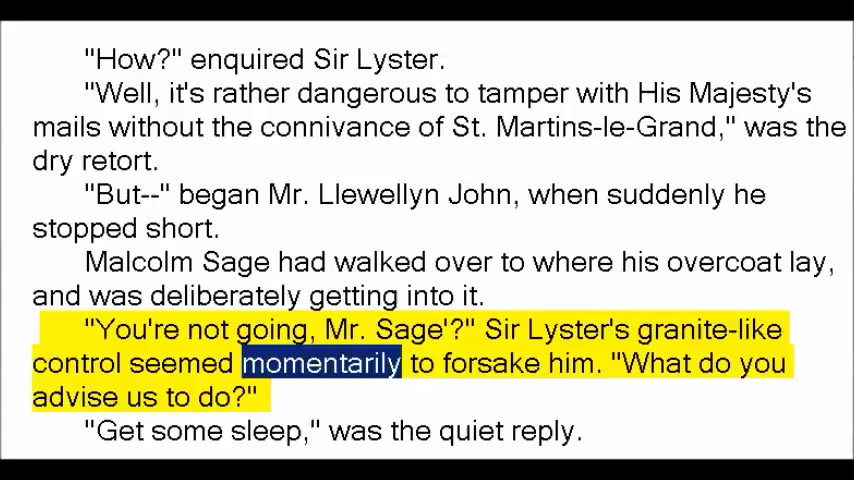 "How?" enquired Sir Lyster.
"Well, it's rather dangerous to tamper with His Majesty's
mails without the connivance of St. Martins-le-Grand," was the
dry retort.
"But--" began Mr. Llewellyn John, when suddenly he
stopped short.
Malcolm Sage had walked over to where his overcoat lay,
and was deliberately getting into it.
"You're not going, Mr. Sage'?" Sir Lyster's granite-like
control seemed momentarily to forsake him. "What do you
advise us to do?"
"Get some sleep," was the quiet reply.